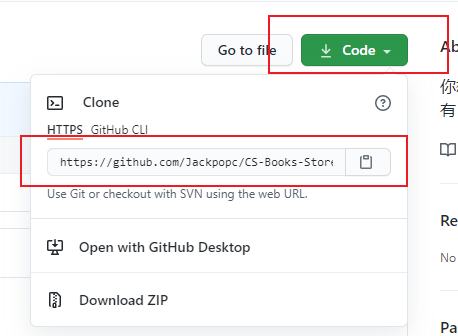 Go to file
Code
Ab
Clone
HTTPS GitHub CLI
https://github.com/Jackpopc/CS-Books-Store
Use Git or checkout with SVN using the web URL.
Open with GitHub Desktop
Download ZIP
你
有
Re
No
Pa